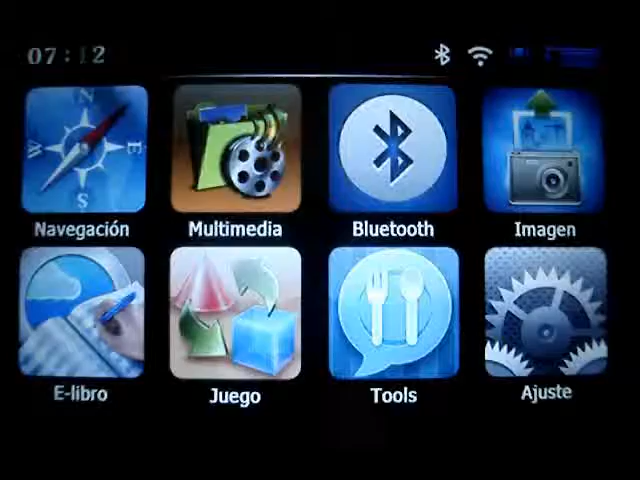 07:12
N
W E
S
Navegación Multimedia Bluetooth Imagen
E-libro Juego Tools Ajuste